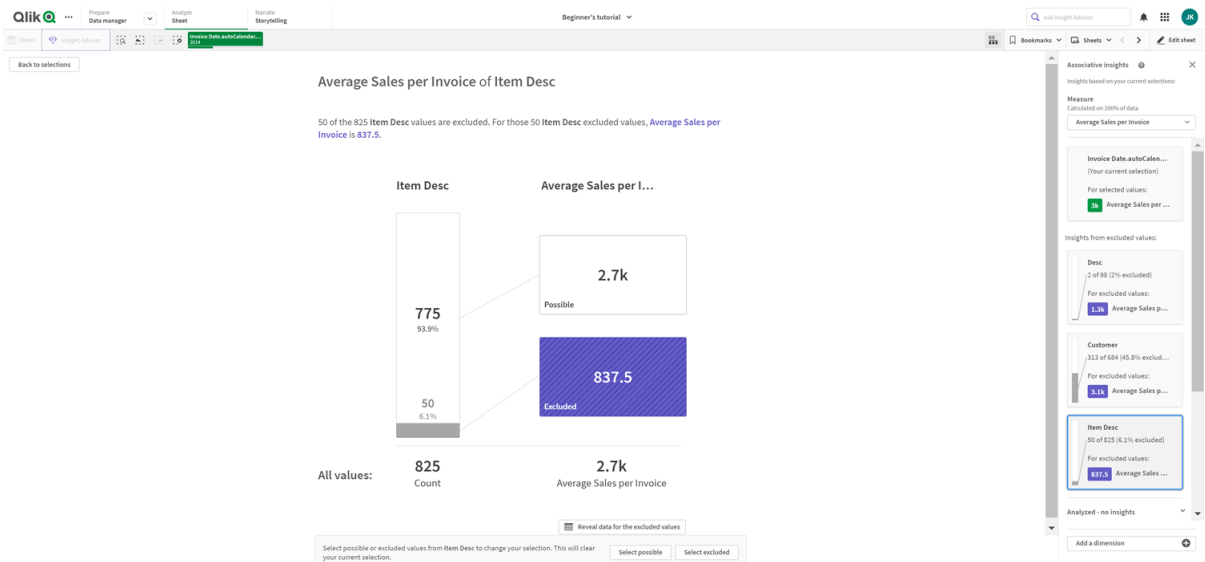 Qlik
Prepare
Data manager
Analyze
Sheet
Narrate
Storytelling
Beginner's tutorial
Ask Insight Advisor
JK
Notes
Insight Advisor
Invoice Date.autoCalendar....
2014
Bookmarks
Sheets
Edit sheet
Back to selections
Average Sales per Invoice of Item Desc
50 of the 825 Item Desc values are excluded. For those 50 Item Desc excluded values, Average Sales per
Invoice is 837.5.
Item Desc
Average Sales per I...
775
93.9%
50
6.1%
2.7k
Possible
837.5
Excluded
All values:
825
Count
2.7k
Average Sales per Invoice
Reveal data for the excluded values
Select possible or excluded values from Item Desc to change your selection. This will clear
your current selection.
Select possible
Select excluded
Associative insights
Insights based on your current selections:
Measure
Calculated on 100% of data
Average Sales per Invoice
Invoice Date.autoCalen...
(Your current selection)
For selected values:
3k Average Sales per ...
Insights from excluded values:
Desc
2 of 98 (2% excluded)
For excluded values:
1.3k Average Sales p...
Customer
313 of 684 (45.8% exclud...
For excluded values:
3.1k Average Sales p...
Item Desc
50 of 825 (6.1% excluded)
For excluded values:
837.5 Average Sales ...
Analyzed - no insights
Add a dimension